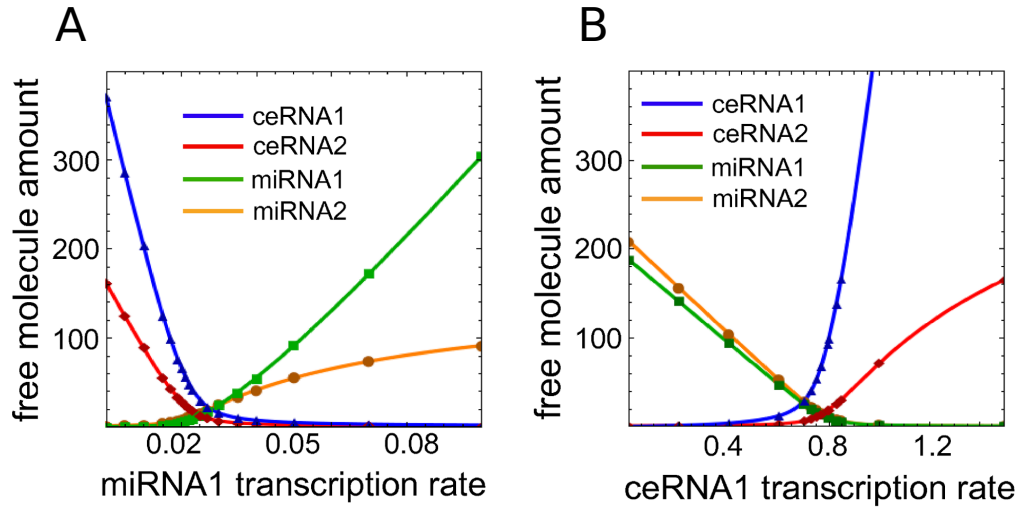 A
free molecule amount
300
200
100
ceRNA1
ceRNA2
miRNA1
miRNA2
0.02
0.05
0.08
miRNA1 transcription rate
B
free molecule amount
300
200
100
ceRNA1
ceRNA2
miRNA1
miRNA2
0.4
0.8
1.2
ceRNA1 transcription rate